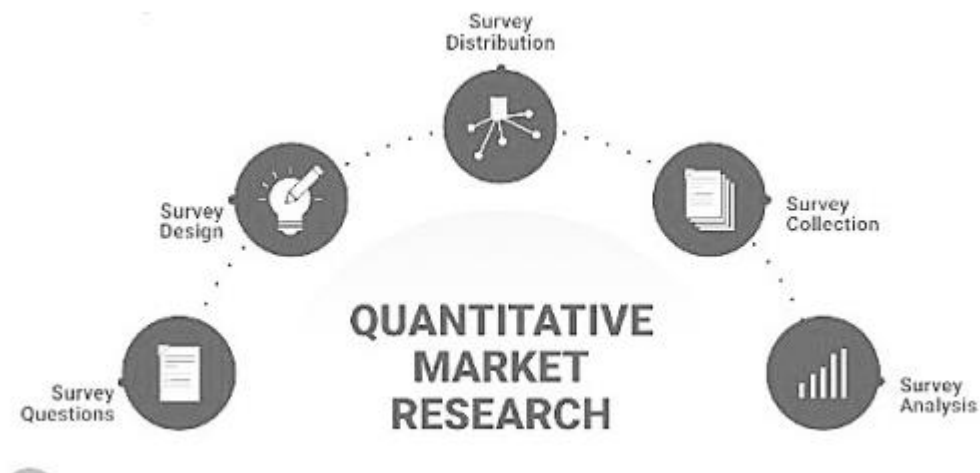 Survey
Distribution
Survey
Design
Survey
Collection
QUANTITATIVE
MARKET
RESEARCH
Survey
Questions
Survey
Analysis